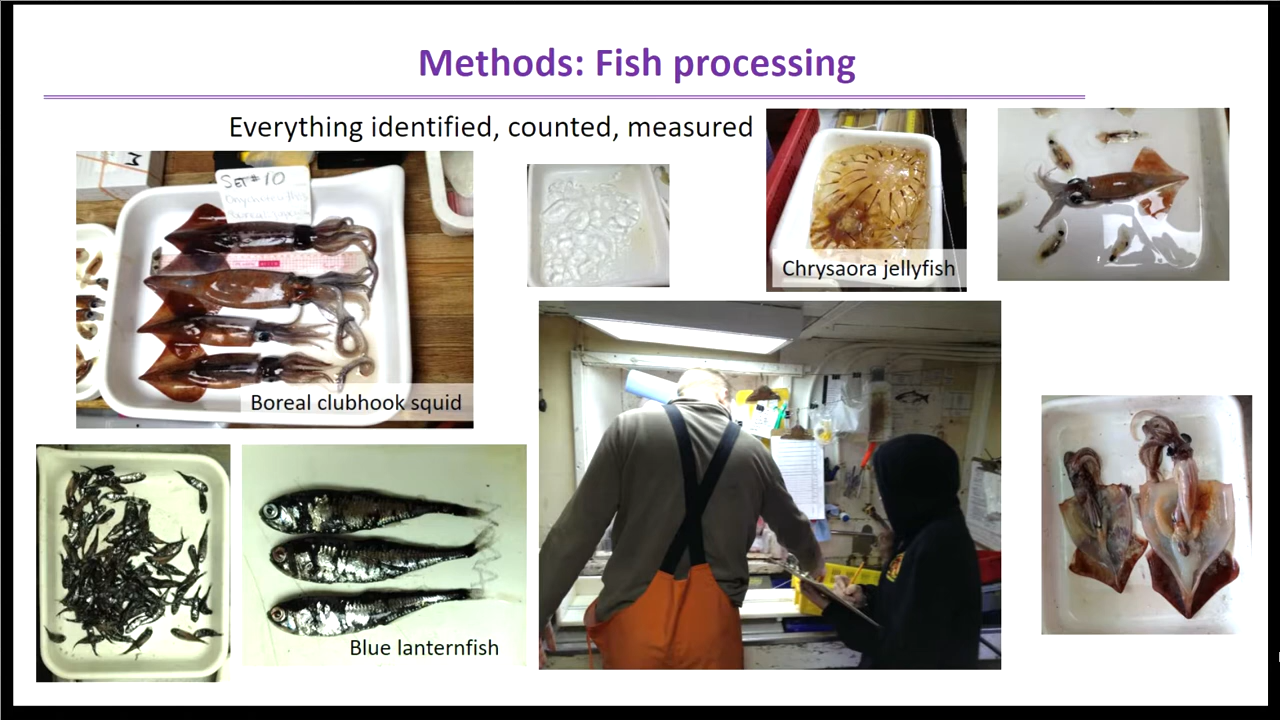 Methods: Fish processing
Everything identified, counted, measured
SET# 10
Chrysaora jellyfish
Boreal clubhook squid
Blue lanternfish